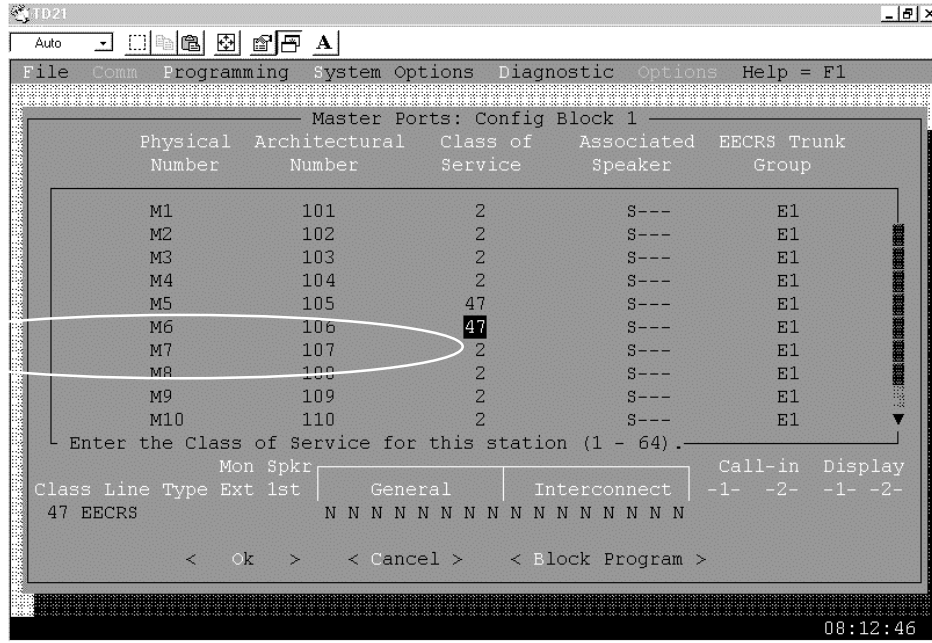 TD21
Auto A
File Comm Programming System Options Diagnostic Options Help = F1
Master Ports: Config Block 1
Physical Architectural Class of Associated EECRS Trunk
Number Number Service Speaker Group
M1 101 2 S--- E1
M2 102 2 S--- E1
M3 103 2 S--- E1
M4 104 2 S--- E1
M5 105 47 S--- E1
M6 106 47 S--- E1
M7 107 2 S--- E1
M8 108 2 S--- E1
M9 109 2 S--- E1
M10 110 2 S--- E1
Enter the Class of Service for this station (1 - 64).
Mon Spkr Call-in Display
Class Line Type Ext 1st General Interconnect -1- -2- -1- -2-
47 EECRS N N N N N N N N N N N N N N N N
< Ok > < Cancel > < Block Program >
08:12:46